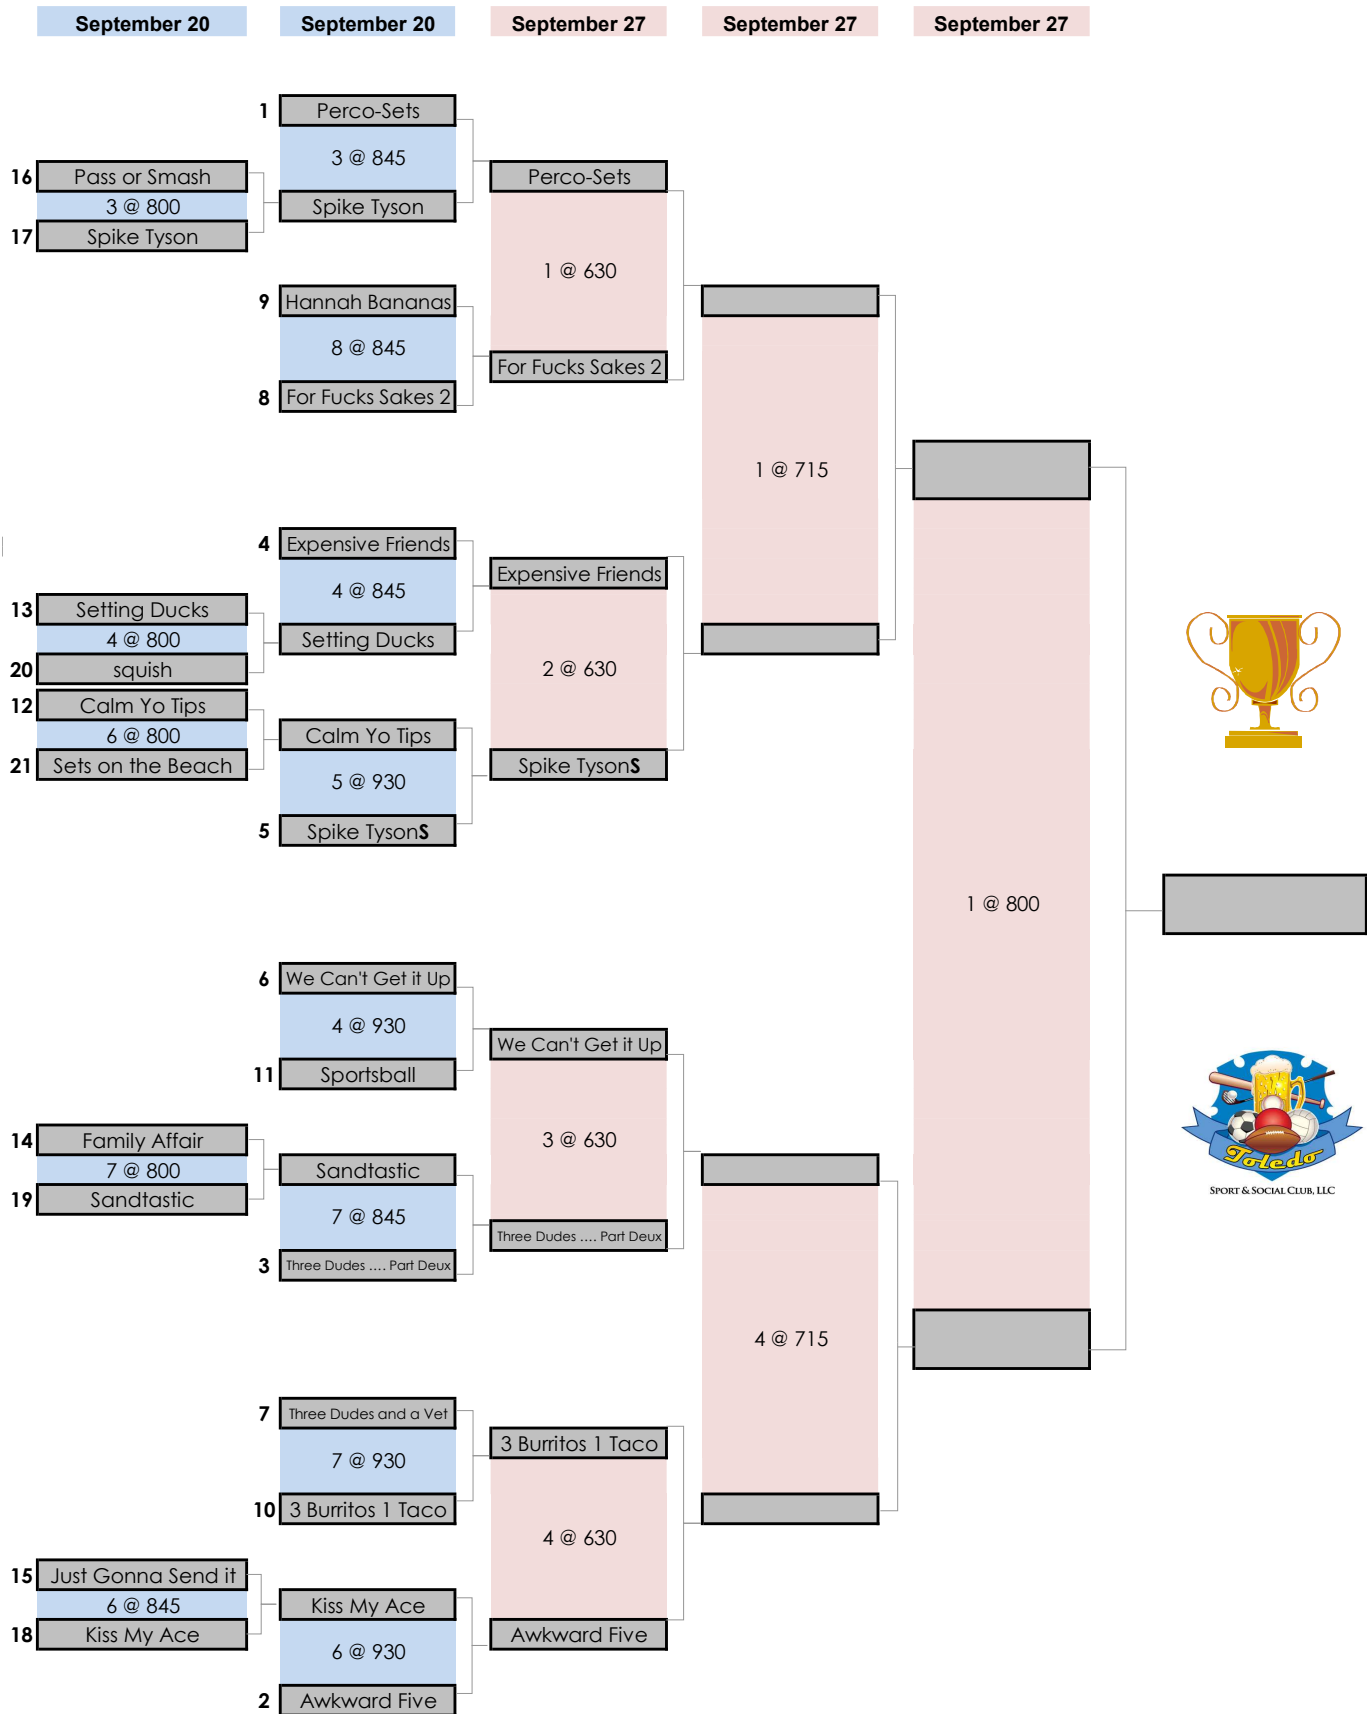 September 20
September 20
September 27
September 27
September 27
1 Perco-Sets
3 @ 845
16 Pass or Smash
Perco-Sets
3 @ 800
Spike Tyson
17 Spike Tyson
1 @ 630
9 Hannah Bananas
8 @ 845
For Fucks Sakes 2
8 For Fucks Sakes 2
1 @ 715
4 Expensive Friends
Expensive Friends
4 @ 845
13 Setting Ducks
4 @ 800
Setting Ducks
20 squish
2 @ 630
12 Calm Yo Tips
6 @ 800
Calm Yo Tips
21 Sets on the Beach
Spike TysonS
5 @ 930
5 Spike TysonS
1 @ 800
6 We Can't Get it Up
4 @ 930
We Can't Get it Up
11 Sportsball
14 Family Affair
3 @ 630
7 @ 800
Sandtastic
19 Sandtastic
7 @ 845
Three Dudes .... Part Deux
3 Three Dudes .... Part Deux
Toledo
SPORT & SOCIAL CLUB, LLC
4 @ 715
7 Three Dudes and a Vet
3 Burritos 1 Taco
7 @ 930
10 3 Burritos 1 Taco
4 @ 630
15 Just Gonna Send it
6 @ 845
Kiss My Ace
18 Kiss My Ace
Awkward Five
6 @ 930
2 Awkward Five